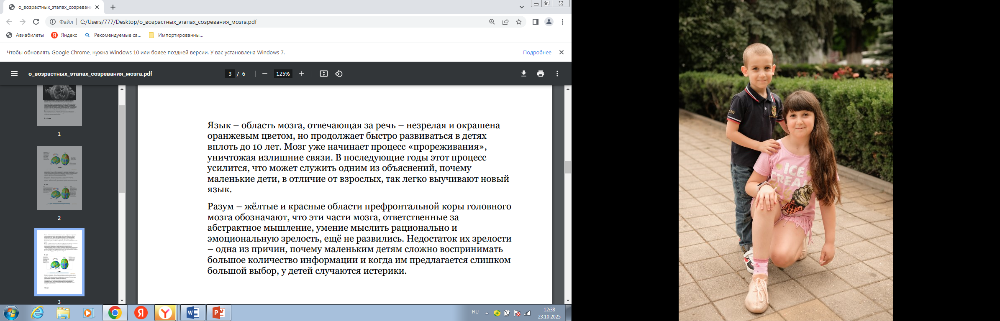 о_возрастных_этапах_созреван
Файл C:/Users/777/Desktop/о_возрастных_этапах_созревания_мозга.pdf
Авиабилеты Яндекс Рекомендуемые са... Импортированны...
Чтобы обновлять Google Chrome, нужна Windows 10 или более поздней версии. У вас установлена Windows 7. Подробнее
о_возрастных_этапах_созревания_мозга.pdf 3 / 6 125%
1
2
3
Язык – область мозга, отвечающая за речь – незрелая и окрашена
оранжевым цветом, но продолжает быстро развиваться в детях
вплоть до 10 лет. Мозг уже начинает процесс «прореживания»,
уничтожая излишние связи. В последующие годы этот процесс
усилится, что может служить одним из объяснений, почему
маленькие дети, в отличие от взрослых, так легко выучивают новый
язык.
Разум – жёлтые и красные области префронтальной коры головного
мозга обозначают, что эти части мозга, ответственные за
абстрактное мышление, умение мыслить рационально и
эмоциональную зрелость, ещё не развились. Недостаток их зрелости
– одна из причин, почему маленьким детям сложно воспринимать
большое количество информации и когда им предлагается слишком
большой выбор, у детей случаются истерики.
RU 12:38
23.10.2025
ICE
CREAM